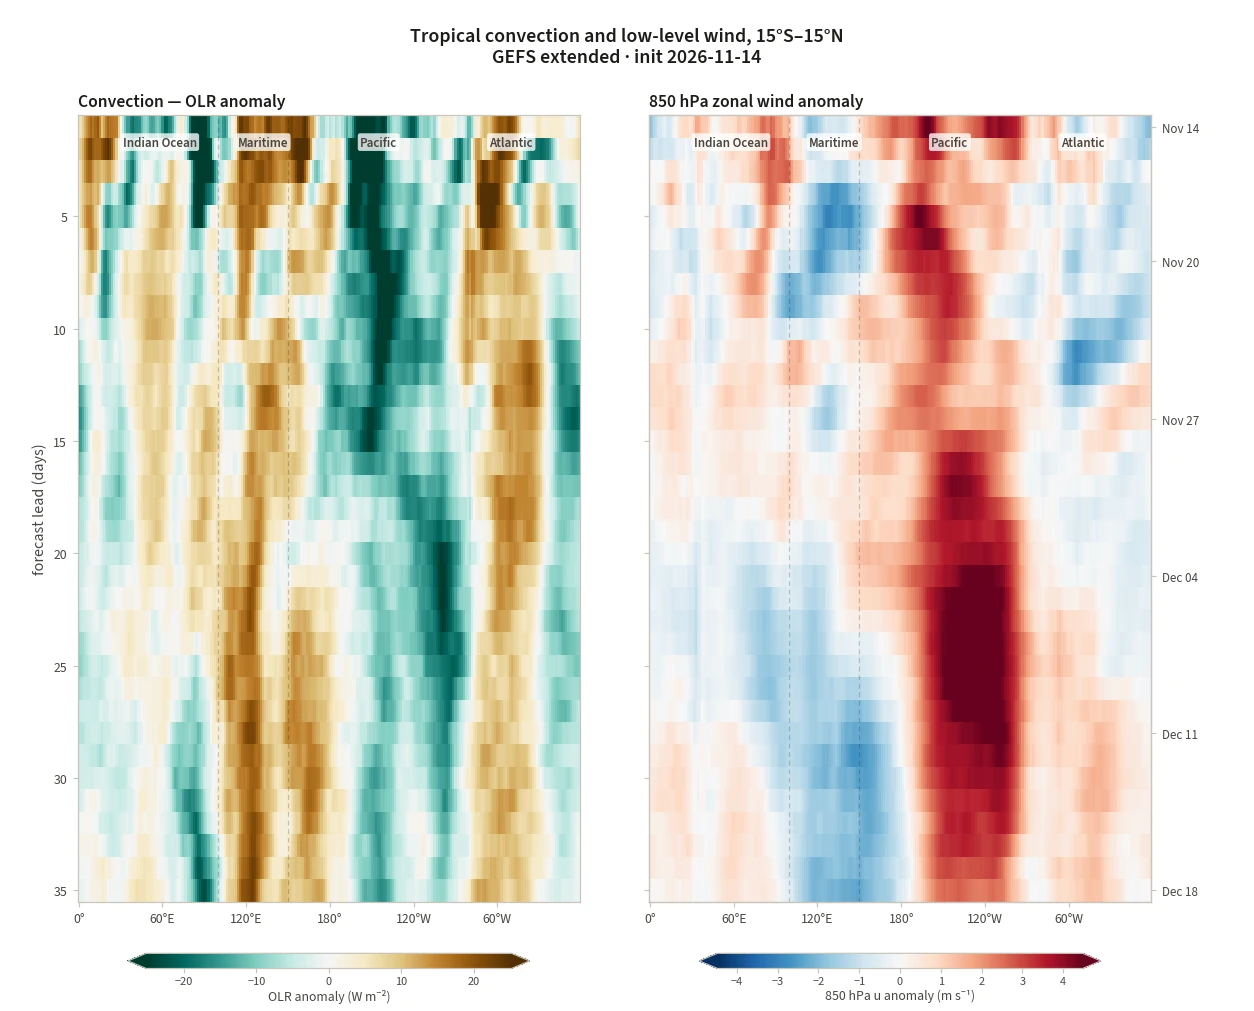 Tropical convection and low-level wind, 15°S–15°N
GEFS extended · init 2026-11-14
Convection — OLR anomaly
850 hPa zonal wind anomaly
Indian Ocean
Maritime
Pacific
Atlantic
Indian Ocean
Maritime
Pacific
Atlantic
forecast lead (days)
5
10
15
20
25
30
35
Nov 14
Nov 20
Nov 27
Dec 04
Dec 11
Dec 18
0° 60°E 120°E 180° 120°W 60°W
0° 60°E 120°E 180° 120°W 60°W
−20 −10 0 10 20
OLR anomaly (W m⁻²)
−4 −3 −2 −1 0 1 2 3 4
850 hPa u anomaly (m s⁻¹)